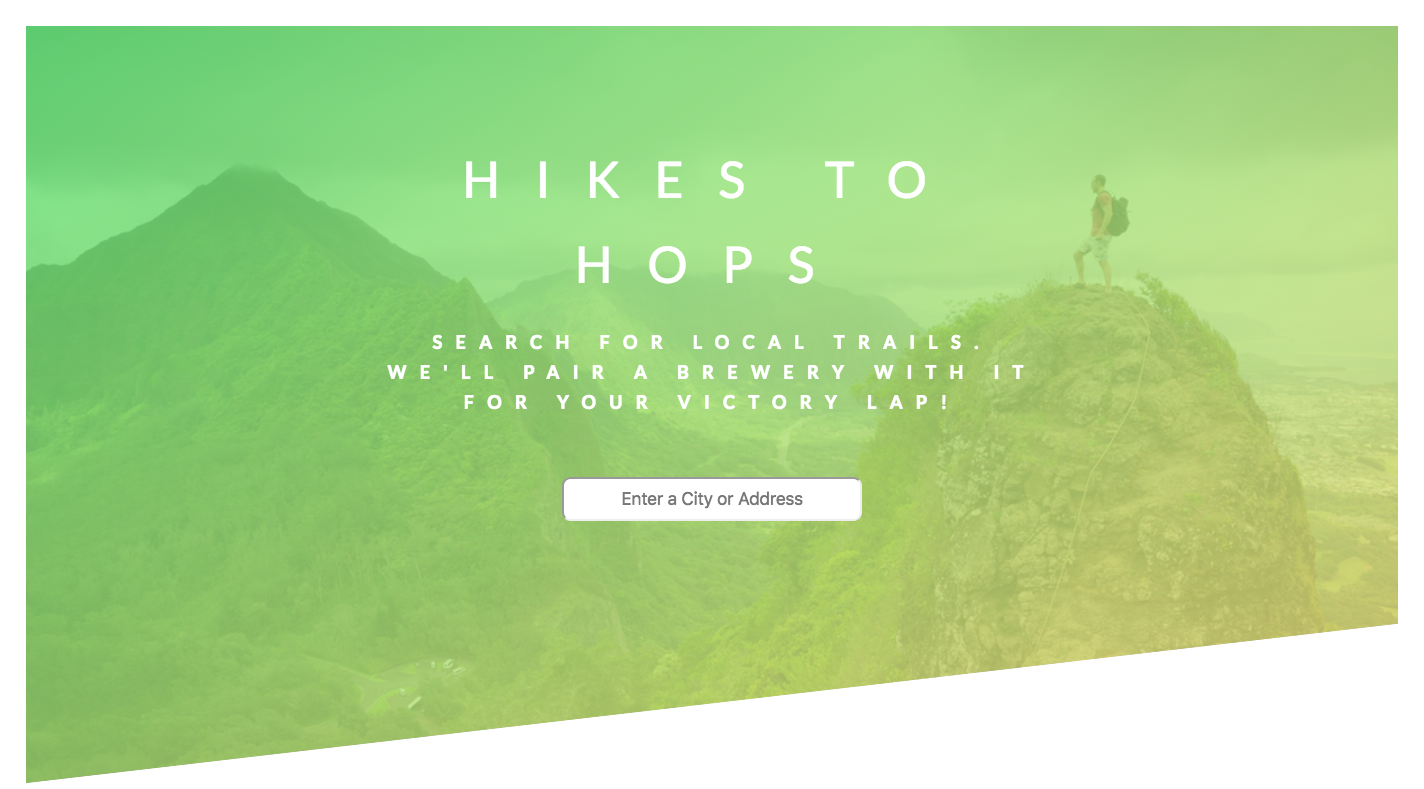 HIKES TO
HOPS
SEARCH FOR LOCAL TRAILS.
WE'LL PAIR A BREWERY WITH IT
FOR YOUR VICTORY LAP!
Enter a City or Address